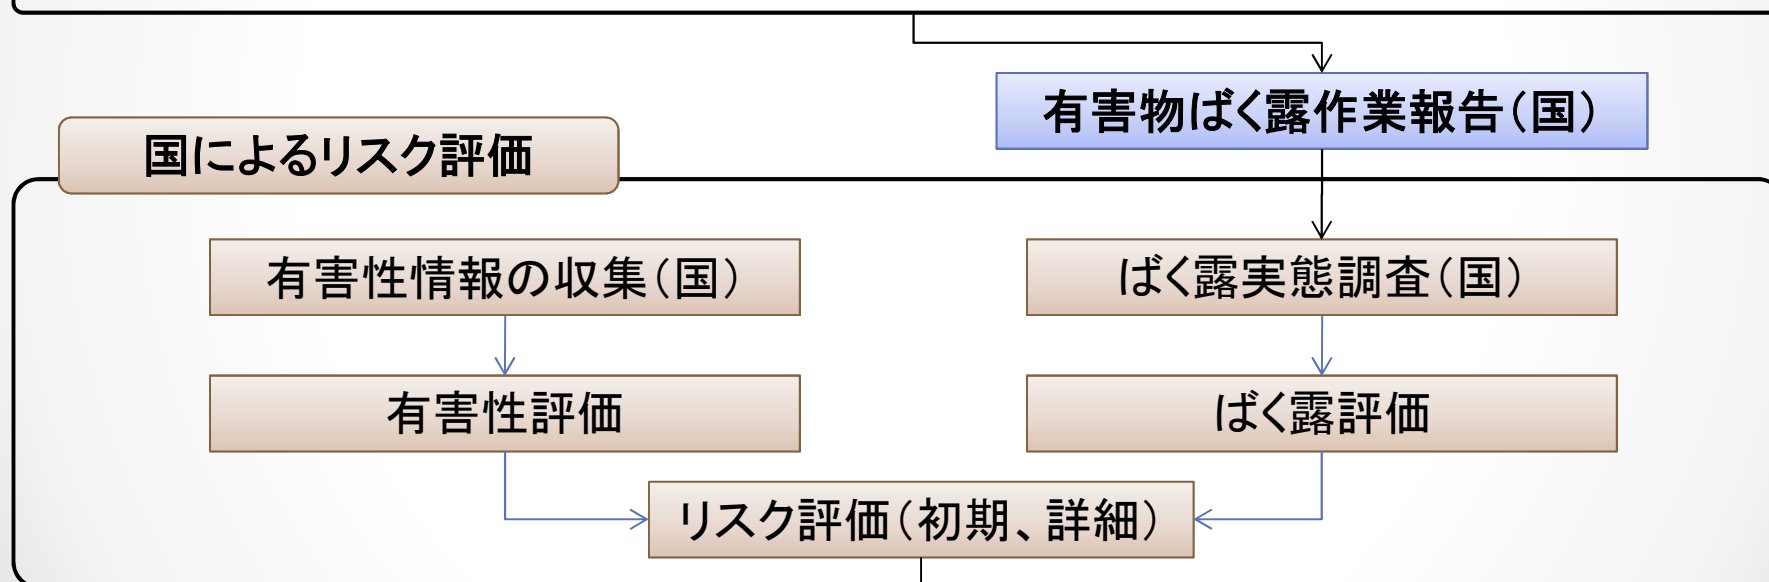 有害物ばく露作業報告（国）
国によるリスク評価
有害性情報の収集（国）
ばく露実態調査（国）
有害性評価
ばく露評価
リスク評価（初期、詳細）